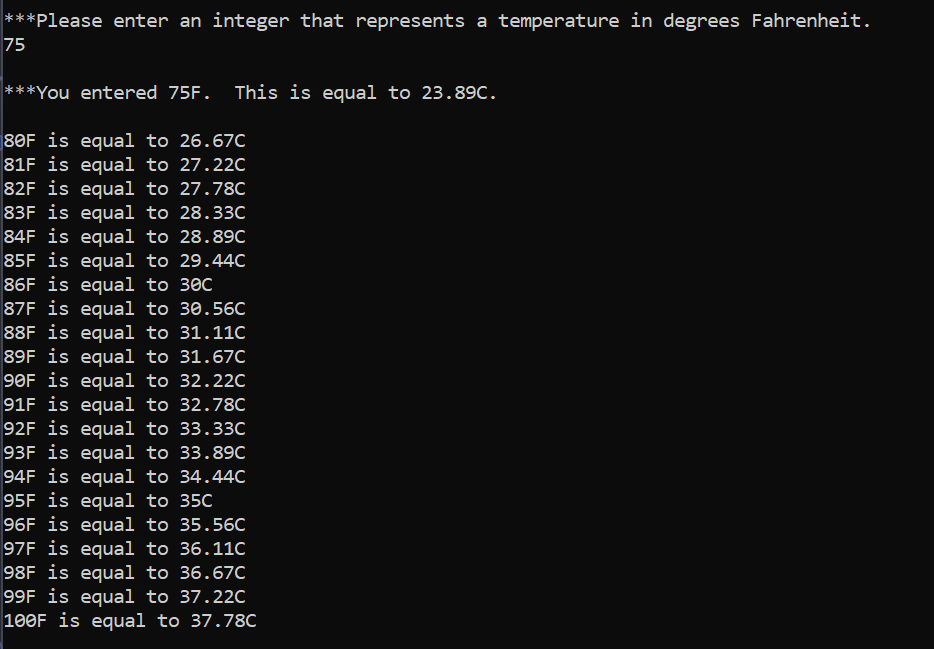 ***Please enter an integer that represents a temperature in degrees Fahrenheit.
75
***You entered 75F.  This is equal to 23.89C.
80F is equal to 26.67C
81F is equal to 27.22C
82F is equal to 27.78C
83F is equal to 28.33C
84F is equal to 28.89C
85F is equal to 29.44C
86F is equal to 30C
87F is equal to 30.56C
88F is equal to 31.11C
89F is equal to 31.67C
90F is equal to 32.22C
91F is equal to 32.78C
92F is equal to 33.33C
93F is equal to 33.89C
94F is equal to 34.44C
95F is equal to 35C
96F is equal to 35.56C
97F is equal to 36.11C
98F is equal to 36.67C
99F is equal to 37.22C
100F is equal to 37.78C